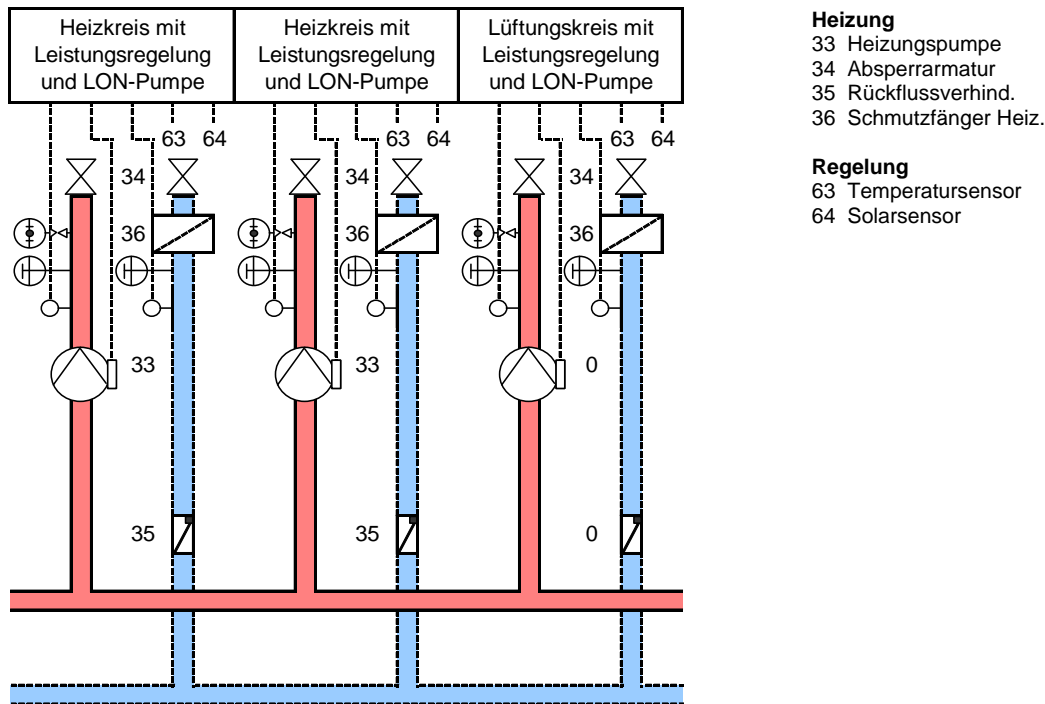 Heizkreis mit
Leistungsregelung
und LON-Pumpe
Heizkreis mit
Leistungsregelung
und LON-Pumpe
Lüftungskreis mit
Leistungsregelung
und LON-Pumpe
63 64
63 64
63 64
34
34
34
36
36
36
33
33
0
35
35
0
Heizung
33 Heizungspumpe
34 Absperrarmatur
35 Rückflussverhind.
36 Schmutzfänger Heiz.
Regelung
63 Temperatursensor
64 Solarsensor